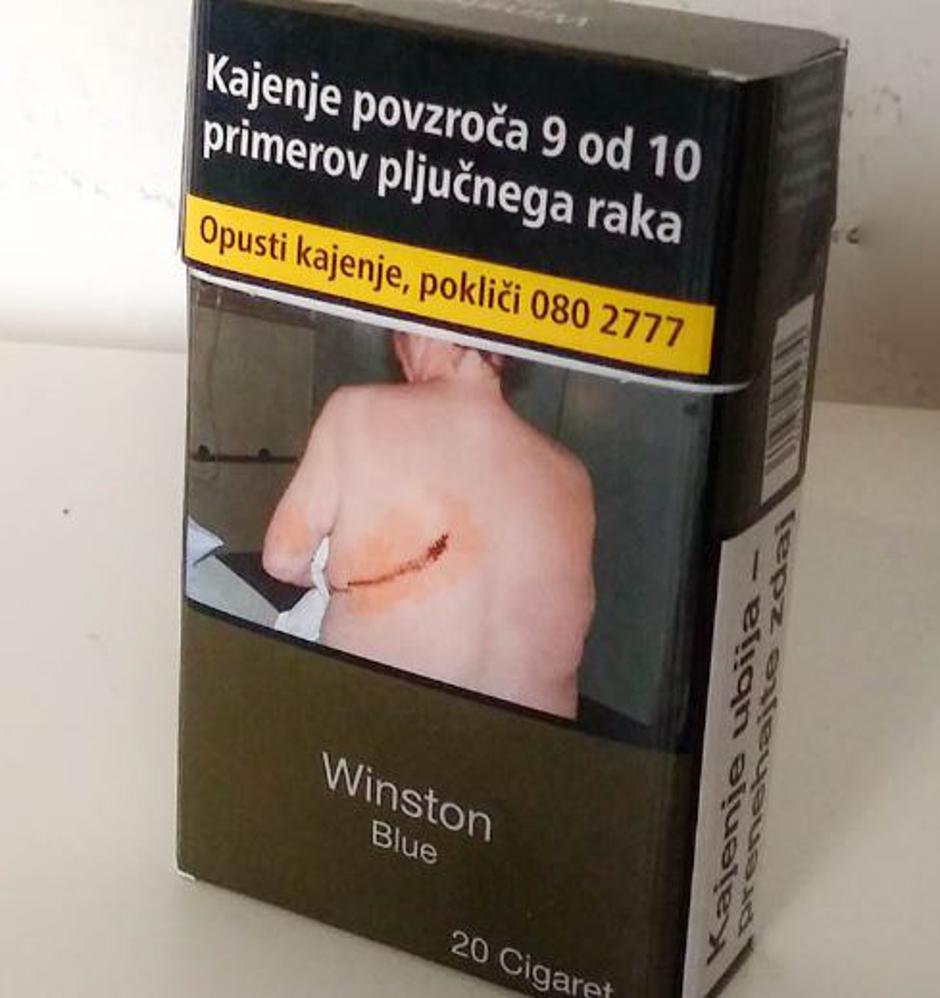 Kajenje povzroča 9 od 10
primerov pljučnega raka
Opusti kajenje, pokliči 080 2777
Winston
Blue
20 Cigaret
Kajenje ubija –
prenehajte zdaj